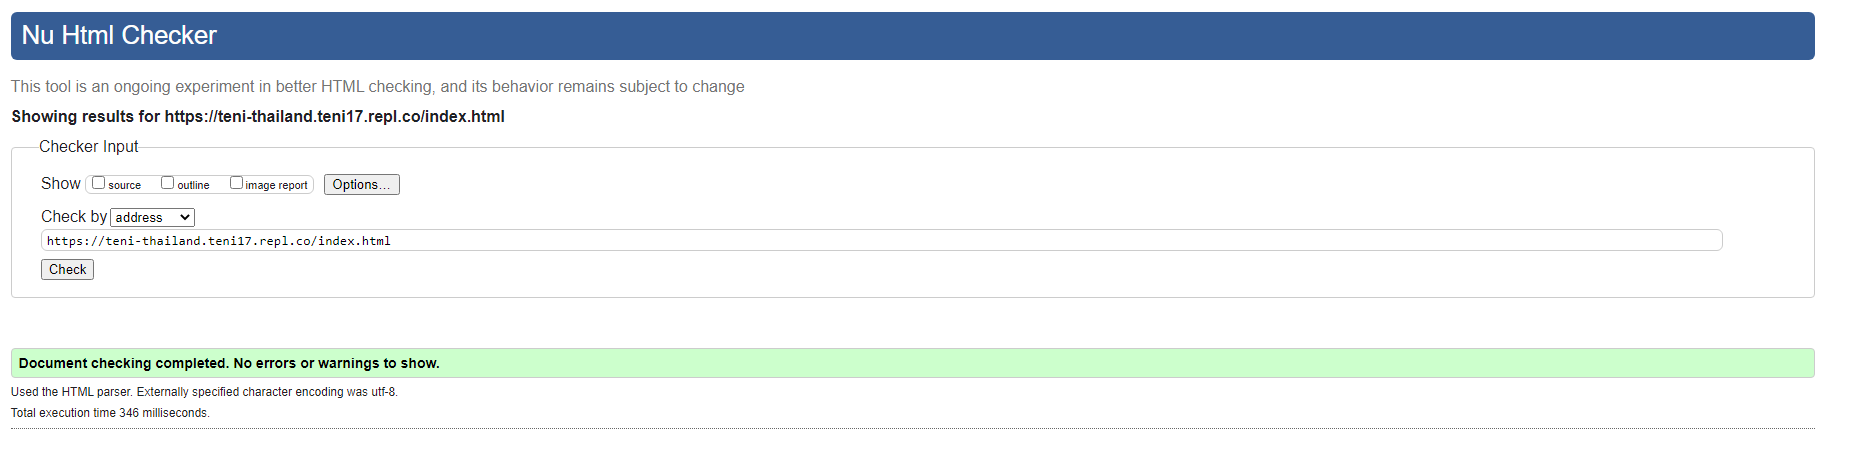 Nu Html Checker
This tool is an ongoing experiment in better HTML checking, and its behavior remains subject to change
Showing results for https://teni-thailand.teni17.repl.co/index.html
Checker Input
Show source outline image report Options...
Check by address
https://teni-thailand.teni17.repl.co/index.html
Check
Document checking completed. No errors or warnings to show.
Used the HTML parser. Externally specified character encoding was utf-8.
Total execution time 346 milliseconds.